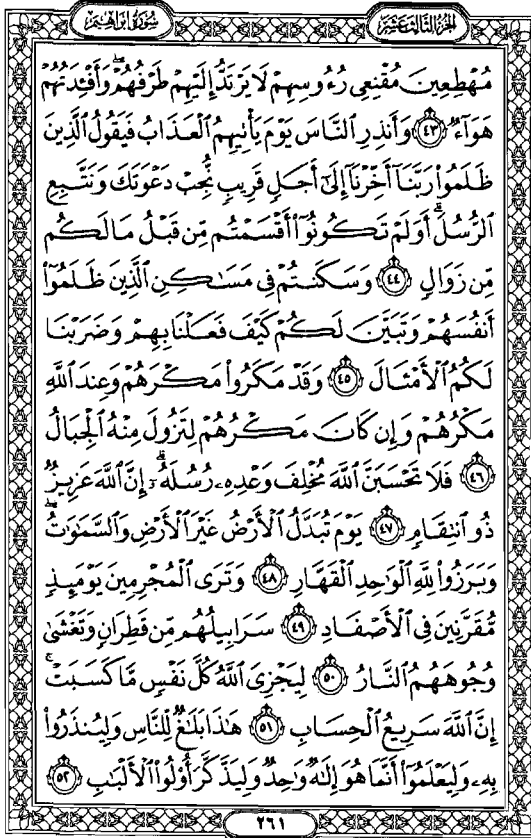 سُورَةُ إِبْرَاهِيمَ
الجُزْءُ الثَّالِثَ عَشَرَ
مُهْطِعِينَ مُقْنِعِى رُءُوسِهِمْ لَا يَرْتَدُّ إِلَيْهِمْ طَرْفُهُمْ ۖ وَأَفْـِٔدَتُهُمْ
هَوَآءٌ ﴿٤٣﴾ وَأَنذِرِ ٱلنَّاسَ يَوْمَ يَأْتِيهِمُ ٱلْعَذَابُ فَيَقُولُ ٱلَّذِينَ
ظَلَمُوا۟ رَبَّنَآ أَخِّرْنَآ إِلَىٰٓ أَجَلٍ قَرِيبٍ نُّجِبْ دَعْوَتَكَ وَنَتَّبِعِ
ٱلرُّسُلَ ۗ أَوَلَمْ تَكُونُوٓا۟ أَقْسَمْتُم مِّن قَبْلُ مَا لَكُم
مِّن زَوَالٍ ﴿٤٤﴾ وَسَكَنتُمْ فِى مَسَـٰكِنِ ٱلَّذِينَ ظَلَمُوٓا۟
أَنفُسَهُمْ وَتَبَيَّنَ لَكُمْ كَيْفَ فَعَلْنَا بِهِمْ وَضَرَبْنَا
لَكُمُ ٱلْأَمْثَالَ ﴿٤٥﴾ وَقَدْ مَكَرُوا۟ مَكْرَهُمْ وَعِندَ ٱللَّهِ
مَكْرُهُمْ وَإِن كَانَ مَكْرُهُمْ لِتَزُولَ مِنْهُ ٱلْجِبَالُ
﴿٤٦﴾ فَلَا تَحْسَبَنَّ ٱللَّهَ مُخْلِفَ وَعْدِهِۦ رُسُلَهُۥٓ ۗ إِنَّ ٱللَّهَ عَزِيزٌ
ذُو ٱنتِقَامٍ ﴿٤٧﴾ يَوْمَ تُبَدَّلُ ٱلْأَرْضُ غَيْرَ ٱلْأَرْضِ وَٱلسَّمَـٰوَٰتُ ۖ
وَبَرَزُوا۟ لِلَّهِ ٱلْوَٰحِدِ ٱلْقَهَّارِ ﴿٤٨﴾ وَتَرَى ٱلْمُجْرِمِينَ يَوْمَئِذٍ
مُّقَرَّنِينَ فِى ٱلْأَصْفَادِ ﴿٤٩﴾ سَرَابِيلُهُم مِّن قَطِرَانٍ وَتَغْشَىٰ
وُجُوهَهُمُ ٱلنَّارُ ﴿٥٠﴾ لِيَجْزِىَ ٱللَّهُ كُلَّ نَفْسٍ مَّا كَسَبَتْ ۚ
إِنَّ ٱللَّهَ سَرِيعُ ٱلْحِسَابِ ﴿٥١﴾ هَـٰذَا بَلَـٰغٌ لِّلنَّاسِ وَلِيُنذَرُوا۟
بِهِۦ وَلِيَعْلَمُوٓا۟ أَنَّمَا هُوَ إِلَـٰهٌ وَٰحِدٌ وَلِيَذَّكَّرَ أُو۟لُوا۟ ٱلْأَلْبَـٰبِ ﴿٥٢﴾
٢٦١